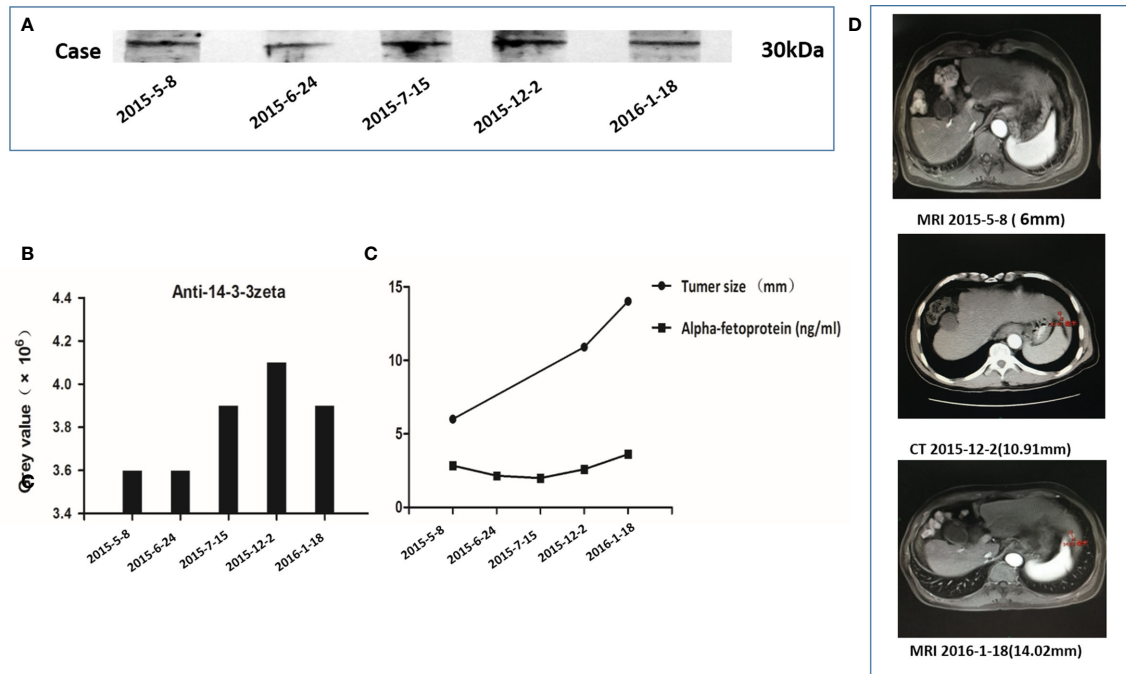 A
Case
30kDa
2015-5-8
2015-6-24
2015-7-15
2015-12-2
2016-1-18
B
Anti-14-3-3zeta
Grey value（ × 10⁶ ）
4.4
4.2
4.0
3.8
3.6
3.4
2015-5-8
2015-6-24
2015-7-15
2015-12-2
2016-1-18
C
15
10
5
0
Tumer size （mm）
Alpha-fetoprotein (ng/ml)
2015-5-8
2015-6-24
2015-7-15
2015-12-2
2016-1-18
D
MRI 2015-5-8 ( 6mm)
CT 2015-12-2(10.91mm)
MRI 2016-1-18(14.02mm)